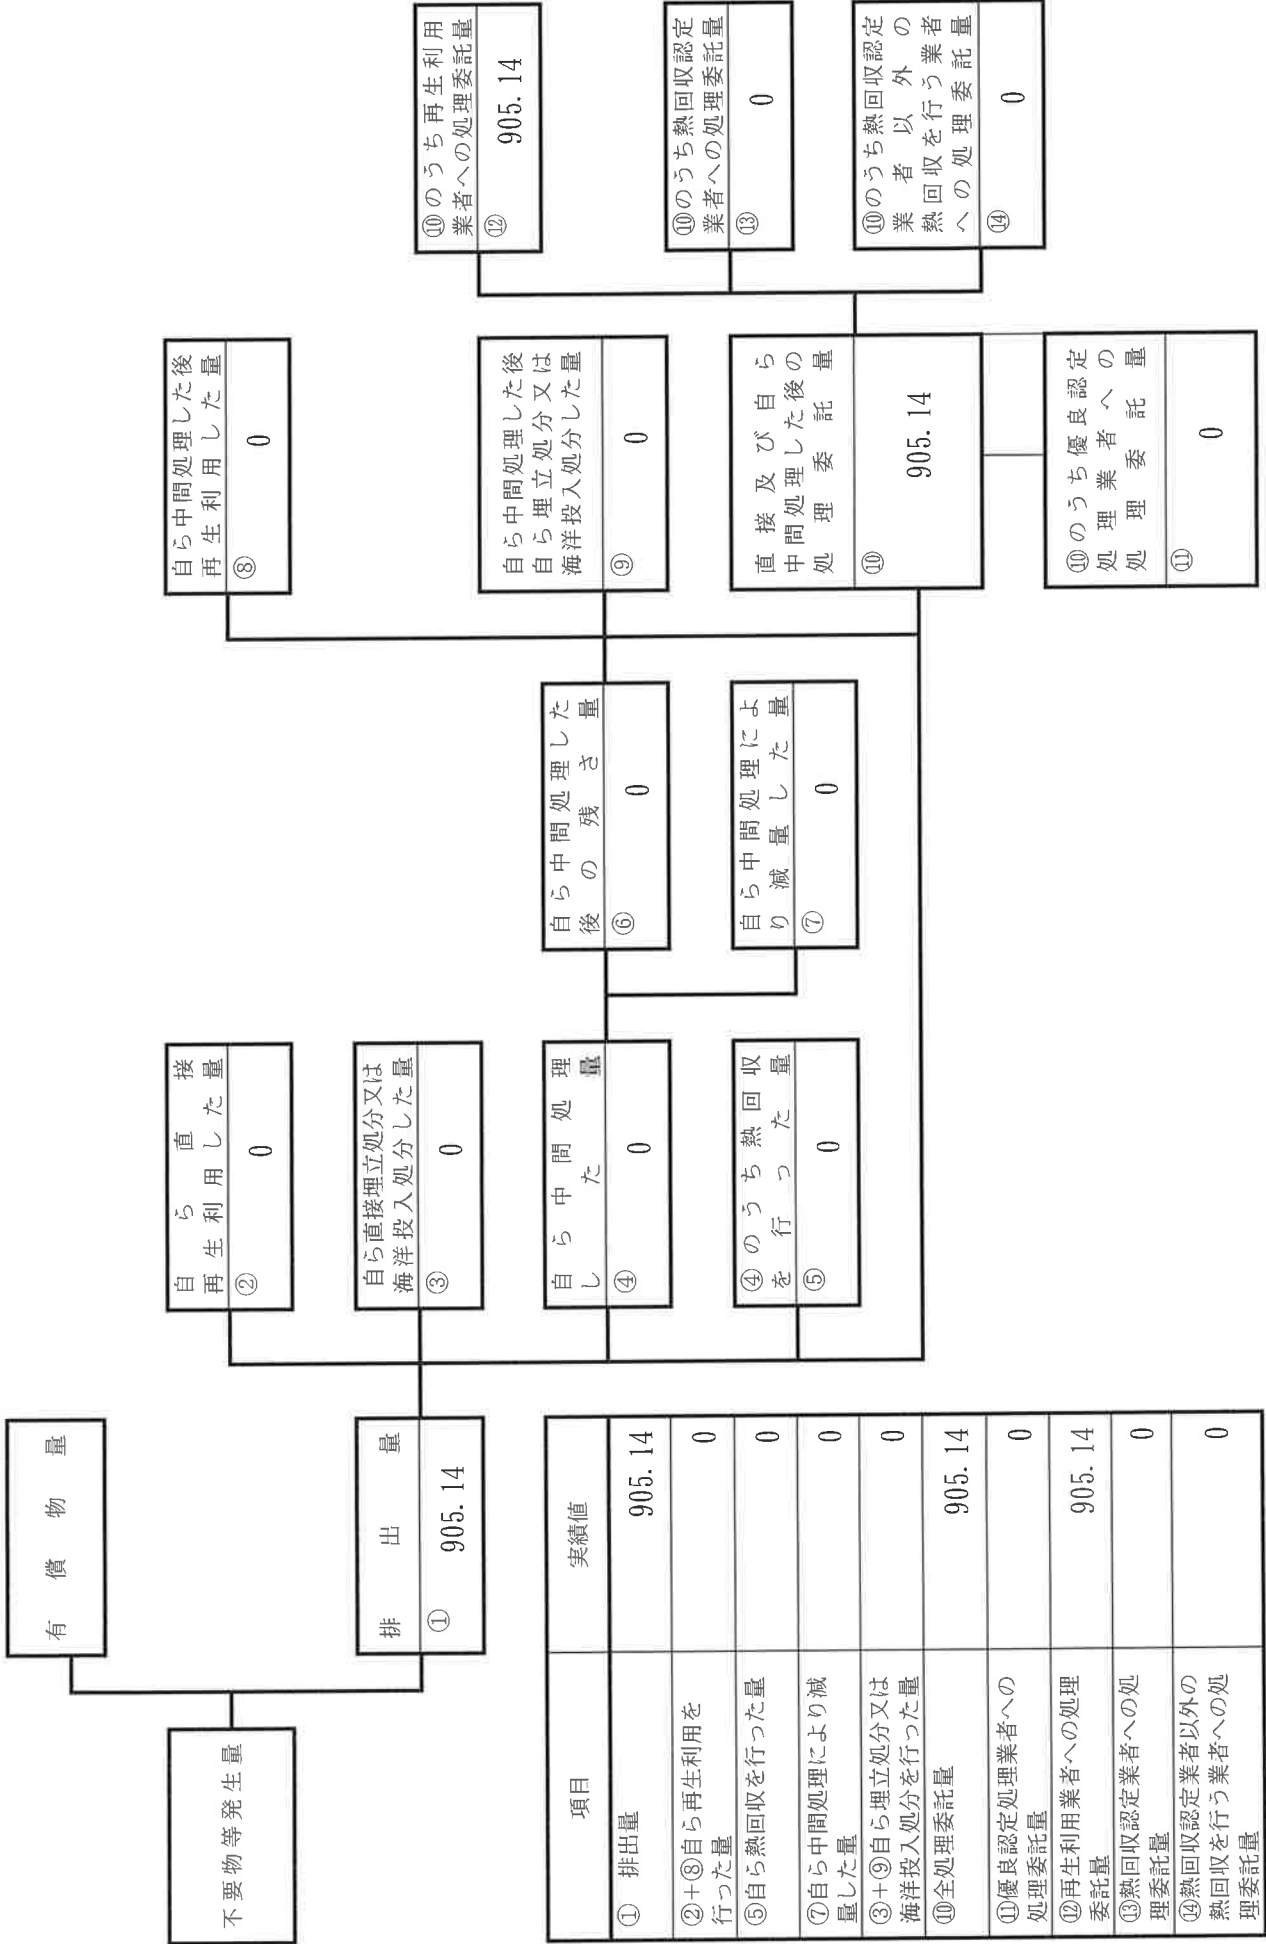 不要物等発生量
有償物量
排出量
①
905.14
自ら直接
再生利用した量
②
0
自ら直接埋立処分又は
海洋投入処分した量
③
0
自ら中間処理
した量
④
0
④のうち熱回収
を行った量
⑤
0
自ら中間処理した
後の残さ量
⑥
0
自ら中間処理によ
り減量した量
⑦
0
自ら中間処理した後
再生利用した量
⑧
0
自ら中間処理した後
自ら埋立処分又は
海洋投入処分した量
⑨
0
直接及び自ら
中間処理した後の
処理委託量
⑩
905.14
⑩のうち優良認定
処理業者への
処理委託量
⑪
0
⑩のうち再生利用
業者への処理委託量
⑫
905.14
⑩のうち熱回収認定
業者への処理委託量
⑬
0
⑩のうち熱回収認定
業者以外の
熱回収を行う業者
への処理委託量
⑭
0
項目 実績値
① 排出量 905.14
②+⑧自ら再生利用を
行った量 0
⑤自ら熱回収を行った量 0
⑦自ら中間処理により減
量した量 0
③+⑨自ら埋立処分又は
海洋投入処分を行った量 0
⑩全処理委託量 905.14
⑪優良認定処理業者への
処理委託量 0
⑫再生利用業者への処理
委託量 905.14
⑬熱回収認定業者への処
理委託量 0
⑭熱回収認定業者以外の
熱回収を行う業者への処
理委託量 0